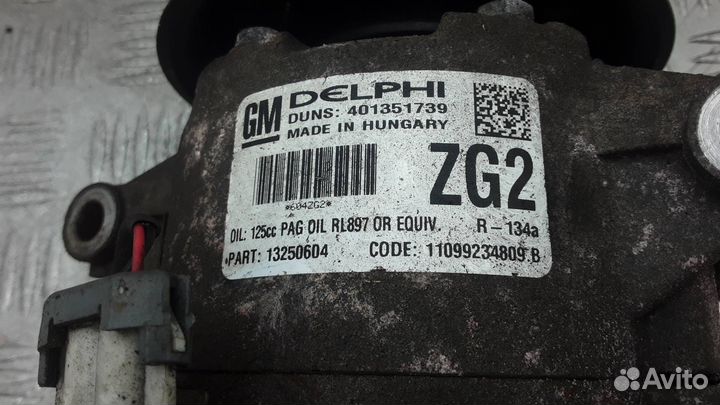 GM DELPHI
DUNS: 401351739
MADE IN HUNGARY
*604ZG2*
ZG2
OIL: 125cc PAG OIL RL897 OR EQUIV. R-134a
PART: 13250604 CODE: 11099234809 B
Avito